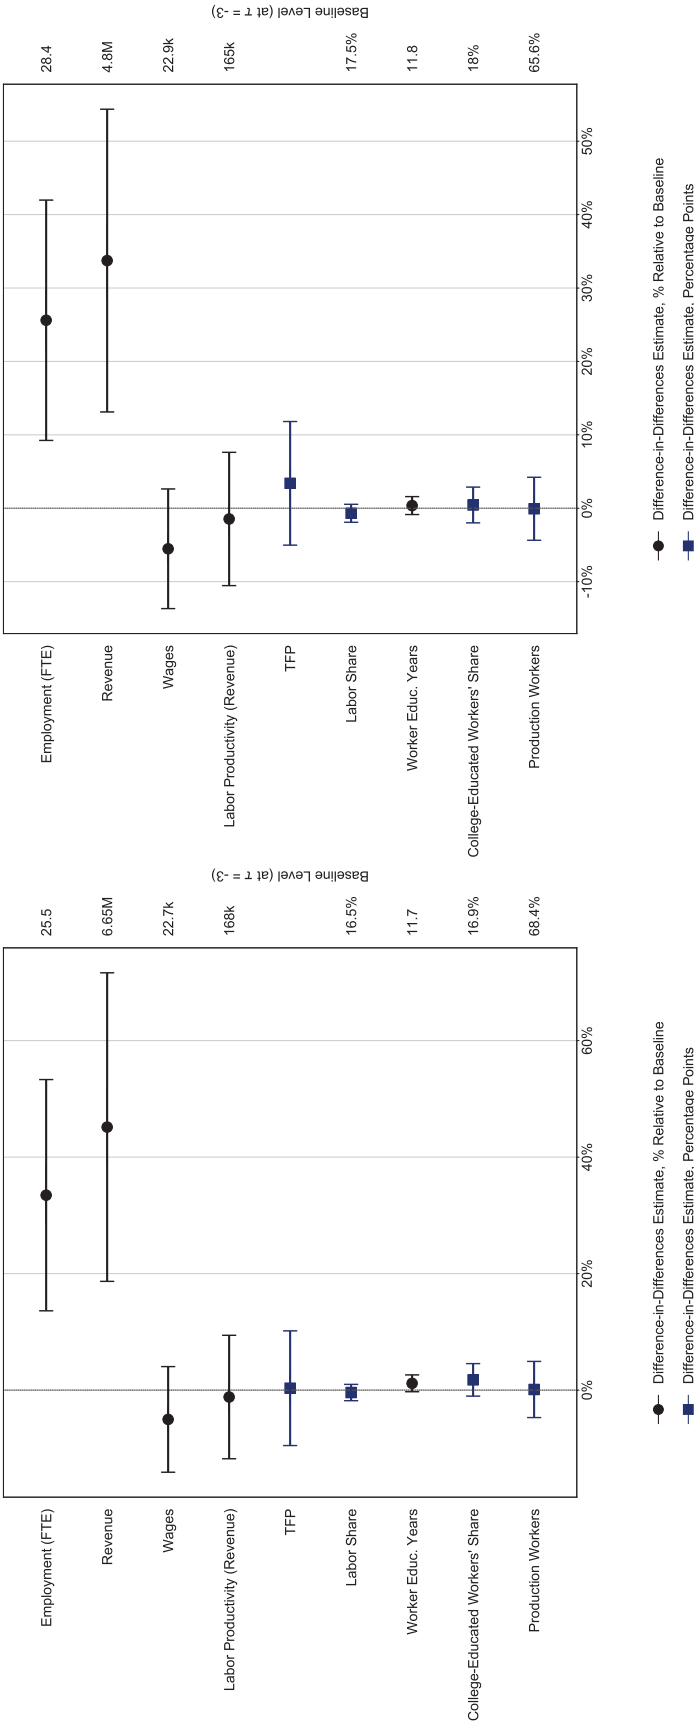 Employment (FTE)
25.5
Revenue
6.65M
Wages
22.7k
Labor Productivity (Revenue)
168k
TFP
Labor Share
16.5%
Worker Educ. Years
11.7
College-Educated Workers' Share
16.9%
Production Workers
68.4%
Baseline Level (at τ = -3)
0%
20%
40%
60%
Difference-in-Differences Estimate, % Relative to Baseline
Difference-in-Differences Estimate, Percentage Points
Employment (FTE)
28.4
Revenue
4.8M
Wages
22.9k
Labor Productivity (Revenue)
165k
TFP
Labor Share
17.5%
Worker Educ. Years
11.8
College-Educated Workers' Share
18%
Production Workers
65.6%
Baseline Level (at τ = -3)
-10%
0%
10%
20%
30%
40%
50%
Difference-in-Differences Estimate, % Relative to Baseline
Difference-in-Differences Estimate, Percentage Points